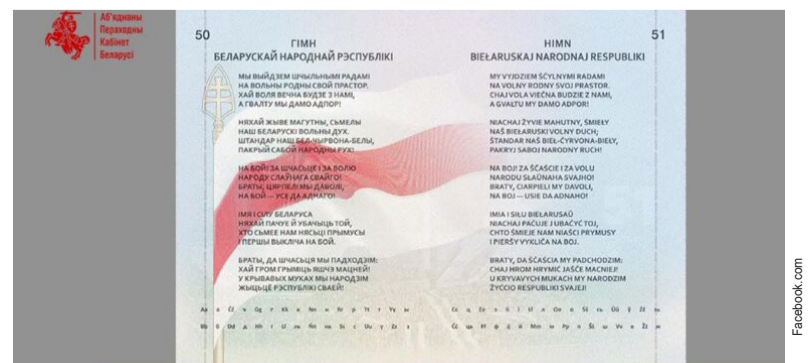 Аб'яднаны
Пераходны
Кабінет
Беларусі
50
ГІМН
БЕЛАРУСКАЙ НАРОДНАЙ РЭСПУБЛІКІ
МЫ ВЫЙДЗЕМ ШЧЫЛЬНЫМІ РАДАМІ
НА ВОЛЬНЫ РОДНЫ СВОЙ ПРАСТОР.
ХАЙ ВОЛЯ ВЕЧНА БУДЗЕ З НАМІ,
А ГВАЛТУ МЫ ДАМО АДПОР!
НЯХАЙ ЖЫВЕ МАГУТНЫ, СЬМЕЛЫ
НАШ БЕЛАРУСКІ ВОЛЬНЫ ДУХ.
ШТАНДАР НАШ БЕЛ-ЧЫРВОНА-БЕЛЫ,
ПАКРЫЙ САБОЙ НАРОДНЫ РУХ!
НА БОЙ! ЗА ШЧАСЬЦЕ І ЗА ВОЛЮ
НАРОДУ СЛАЎНАГА СВАЙГО!
БРАТЫ, ЦЯРПЕЛІ МЫ ДАВОЛІ,
НА БОЙ — УСЕ ДА АДНАГО!
ІМЯ І СІЛУ БЕЛАРУСА
НЯХАЙ ПАЧУЕ Й УБАЧЫЦЬ ТОЙ,
ХТО СЬМЕЕ НАМ НЯСЬЦІ ПРЫМУСЫ
І ПЕРШЫ ВЫКЛІЧА НА БОЙ.
БРАТЫ, ДА ШЧАСЬЦЯ МЫ ПАДХОДЗІМ:
ХАЙ ГРОМ ГРЫМІЦЬ ЯШЧЭ МАЦНЕЙ!
У КРЫВАВЫХ МУКАХ МЫ НАРОДЗІМ
ЖЫЦЬЦЁ РЭСПУБЛІКІ СВАЕЙ!
51
HIMN
BIEŁARUSKAJ NARODNAJ RESPUBLIKI
MY VYJDZIEM ŠČYLNYMI RADAMI
NA VOLNY RODNY SVOJ PRASTOR.
CHAJ VOLA VIEČNA BUDZIE Z NAMI,
A GVAŁTU MY DAMO ADPOR!
NIACHAJ ŽYVIE MAHUTNY, ŚMIEŁY
NAŠ BIEŁARUSKI VOLNY DUCH;
ŠTANDAR NAŠ BIEŁ-ČYRVONA-BIEŁY,
PAKRYJ SABOJ NARODNY RUCH!
NA BOJ! ZA ŠČAŚCIE I ZA VOLU
NARODU SŁAŬNAHA SVAJHO!
BRATY, CIARPIELI MY DAVOLI,
NA BOJ — USIE DA ADNAHO!
IMIA I SIŁU BIEŁARUSAŬ
NIACHAJ PAČUJE J UBAČYĆ TOJ,
CHTO ŚMIEJE NAM NIAŚCI PRYMUSY
I PIERŠY VYKLIČA NA BOJ.
BRATY, DA ŠČAŚCIA MY PADCHODZIM:
CHAJ HROM HRYMIĆ JAŠČE MACNIEJ!
U KRYVAVYCH MUKACH MY NARODZIM
ŽYĆCIO RESPUBLIKI SVAJEJ!
Facebook.com